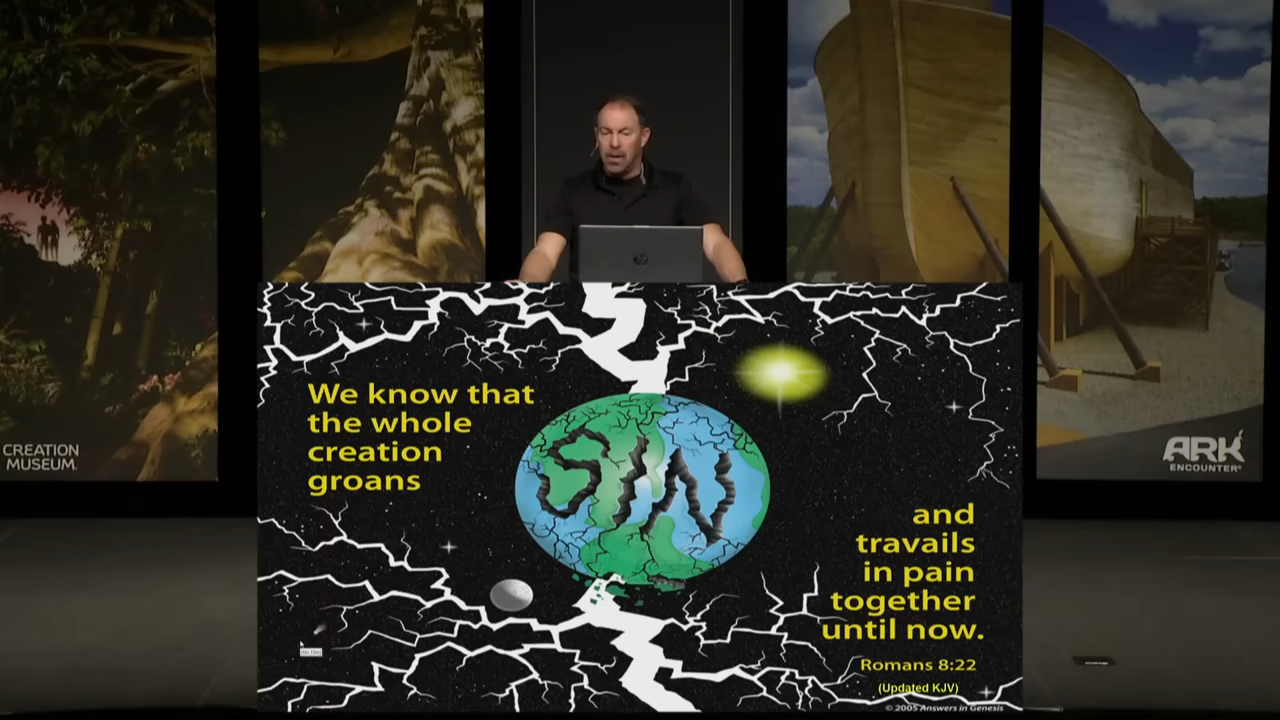 CREATION
MUSEUM
ARK
ENCOUNTER
We know that
the whole
creation
groans
SIN
and
travails
in pain
together
until now.
Romans 8:22
(Updated KJV)
© 2005 Answers in Genesis